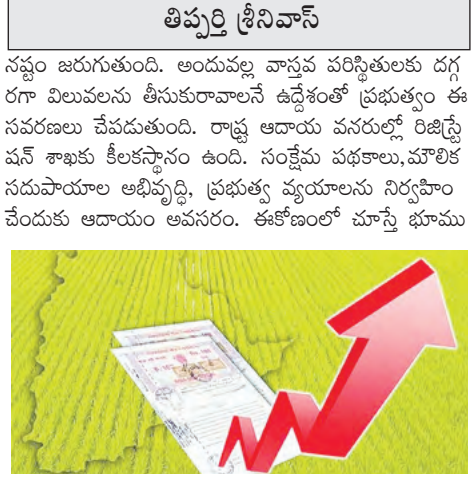 తిప్పర్తి శ్రీనివాస్
నష్టం జరుగుతుంది. అందువల్ల వాస్తవ పరిస్థితులకు దగ్గ
రగా విలువలను తీసుకురావాలనే ఉద్దేశంతో ప్రభుత్వం ఈ
సవరణలు చేపడుతుంది. రాష్ట్ర ఆదాయ వనరుల్లో రిజిస్ట్రే
షన్ శాఖకు కీలకస్థానం ఉంది. సంక్షేమ పథకాలు,మౌలిక
సదుపాయాల అభివృద్ధి, ప్రభుత్వ వ్యయాలను నిర్వహిం
చేందుకు ఆదాయం అవసరం. ఈకోణంలో చూస్తే భూము